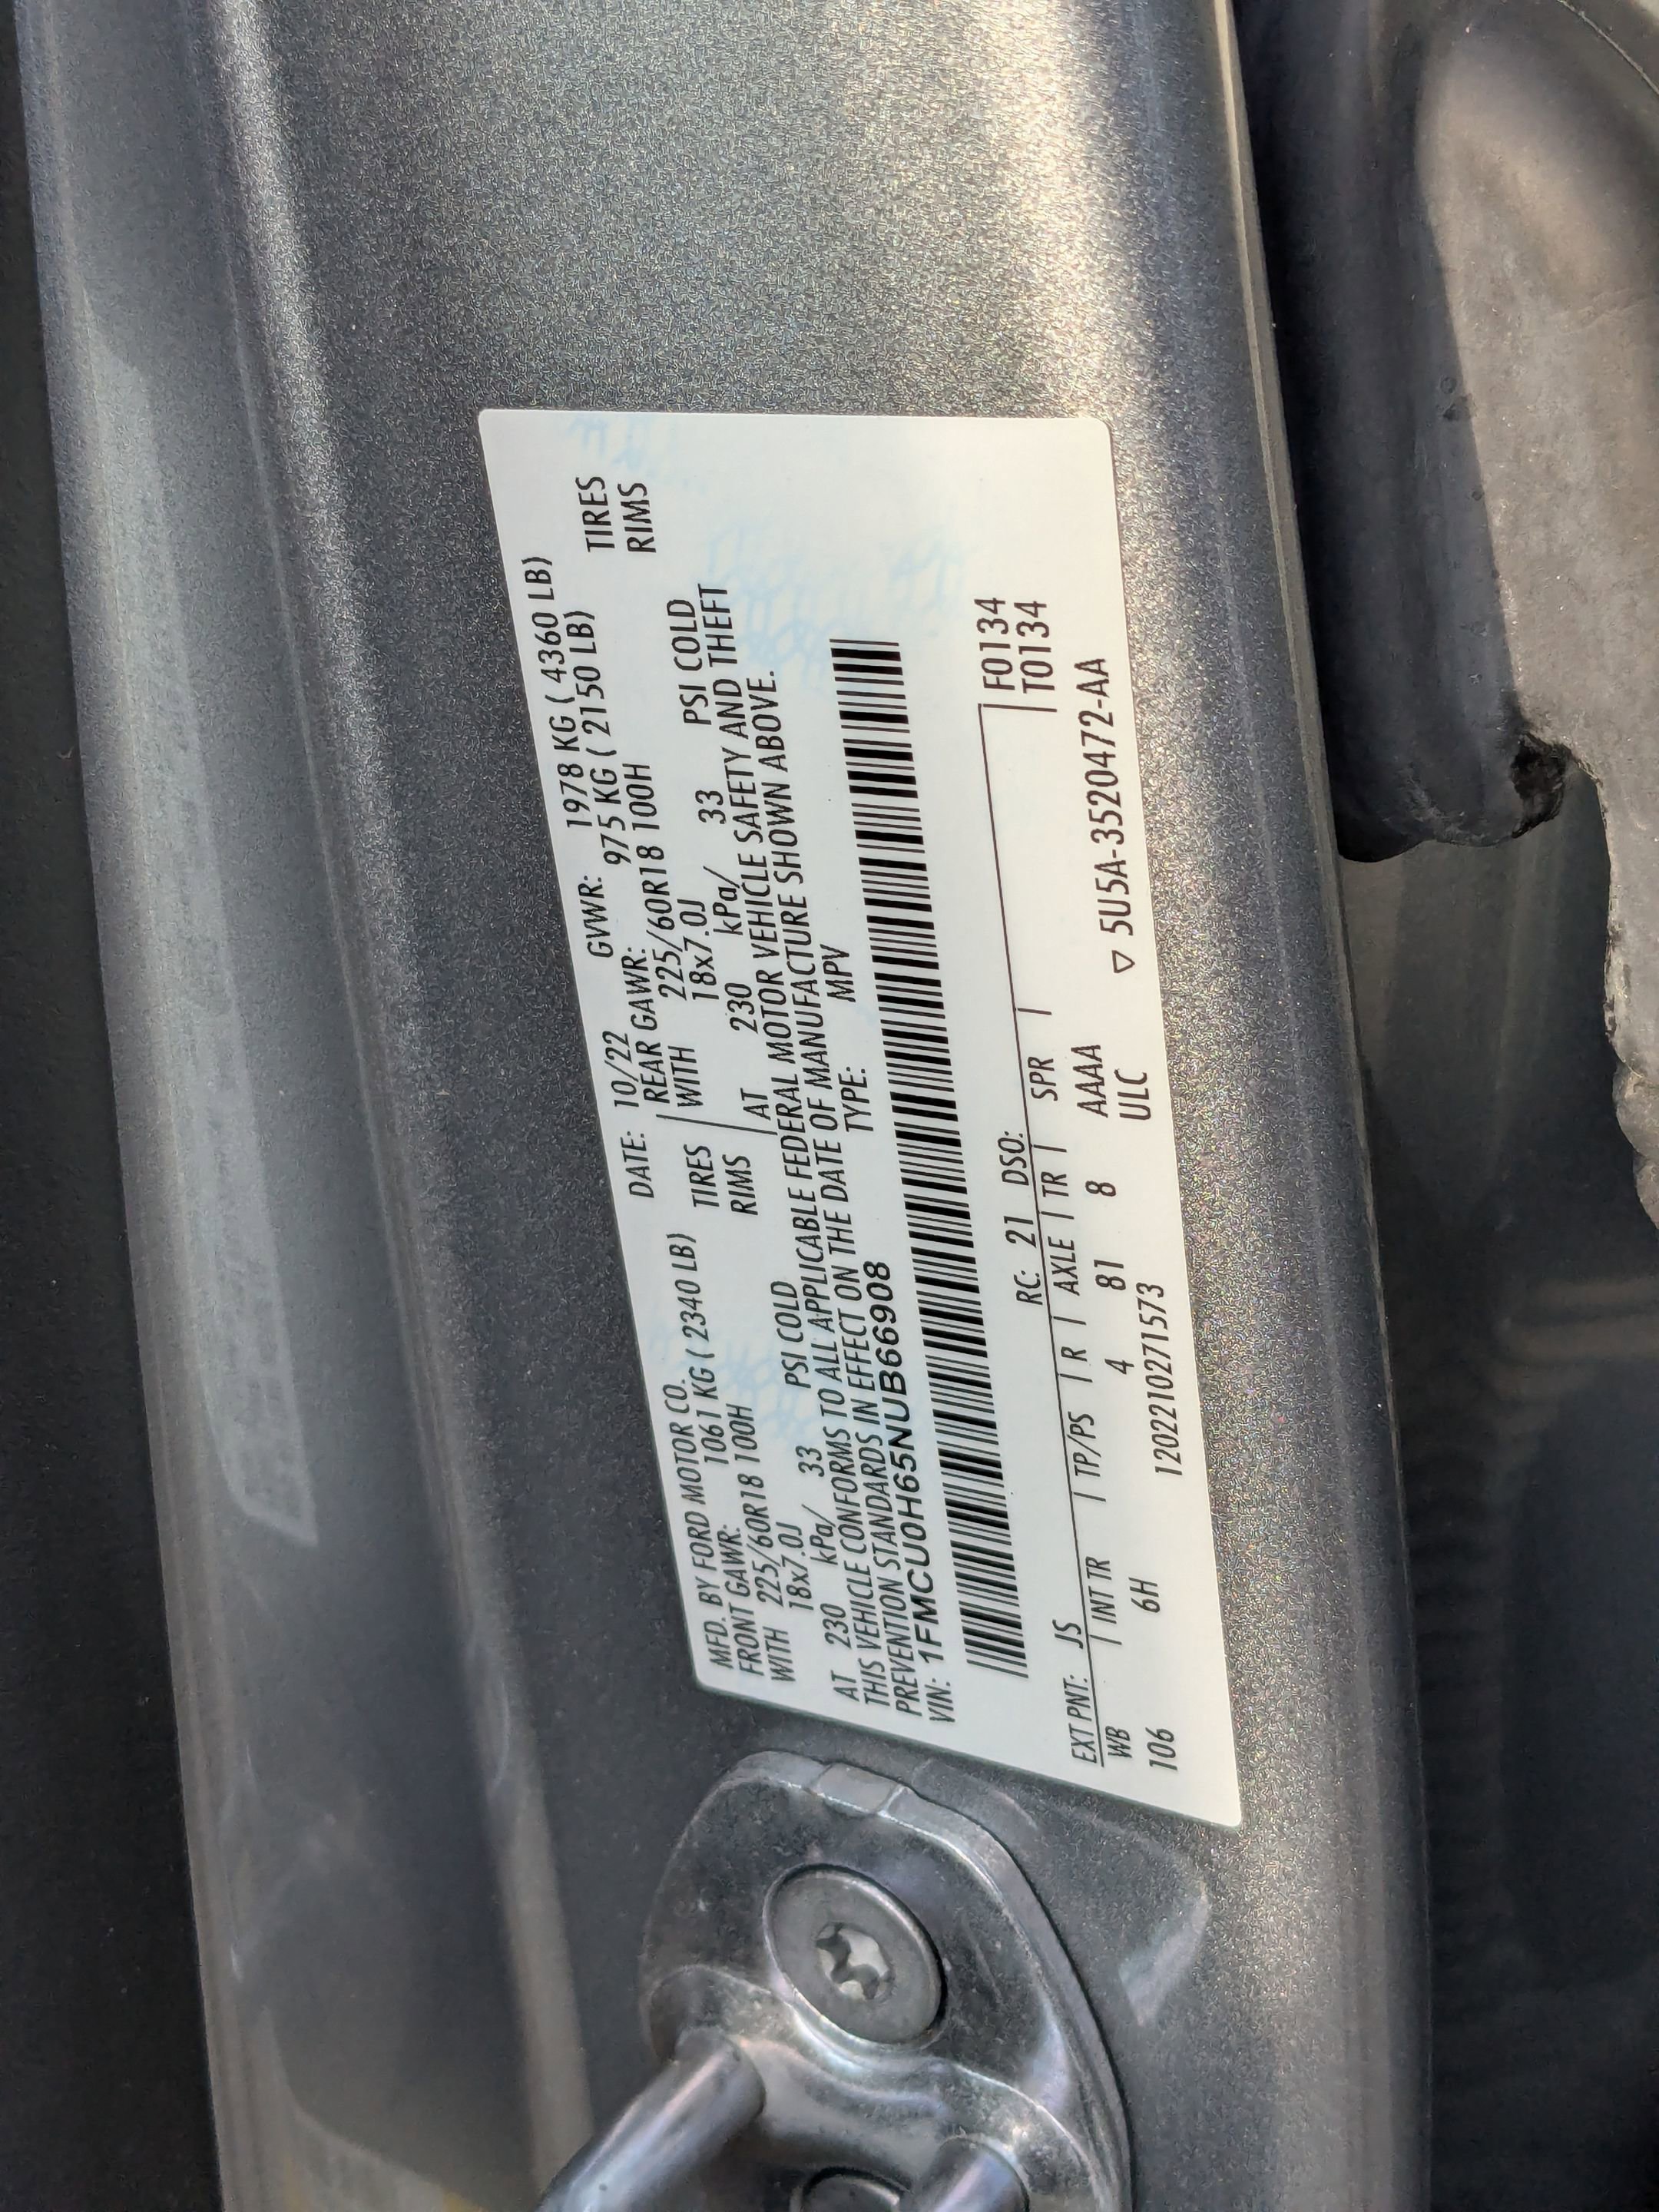 MFD. BY FORD MOTOR CO. DATE: 10/22 GVWR: 1978 KG ( 4360 LB)
FRONT GAWR: 1061 KG ( 2340 LB) REAR GAWR: 975 KG ( 2150 LB)
WITH 225/60R18 100H TIRES WITH 225/60R18 100H TIRES
18x7.0J RIMS 18x7.0J RIMS
AT 230 kPa/ 33 PSI COLD AT 230 kPa/ 33 PSI COLD
THIS VEHICLE CONFORMS TO ALL APPLICABLE FEDERAL MOTOR VEHICLE SAFETY AND THEFT
PREVENTION STANDARDS IN EFFECT ON THE DATE OF MANUFACTURE SHOWN ABOVE.
VIN: 1FMCU0H65NUB66908 TYPE: MPV
EXT PNT: JS RC: 21 DSO: F0134
WB INT TR TP/PS R AXLE TR SPR T0134
106 6H 4 81 8 AAAA
120221027​1573 ULC ▽ 5U5A-3520472-AA